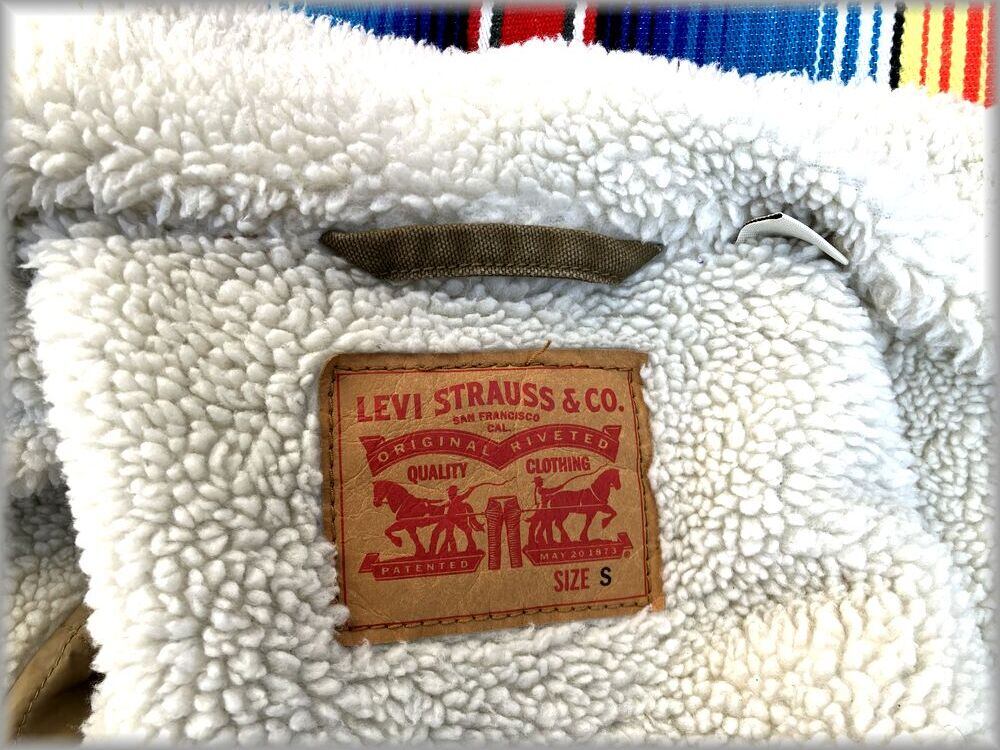 LEVI STRAUSS & CO.
SAN FRANCISCO
CAL.
ORIGINAL RIVETED
QUALITY CLOTHING
PATENTED MAY 20 1873
SIZE S